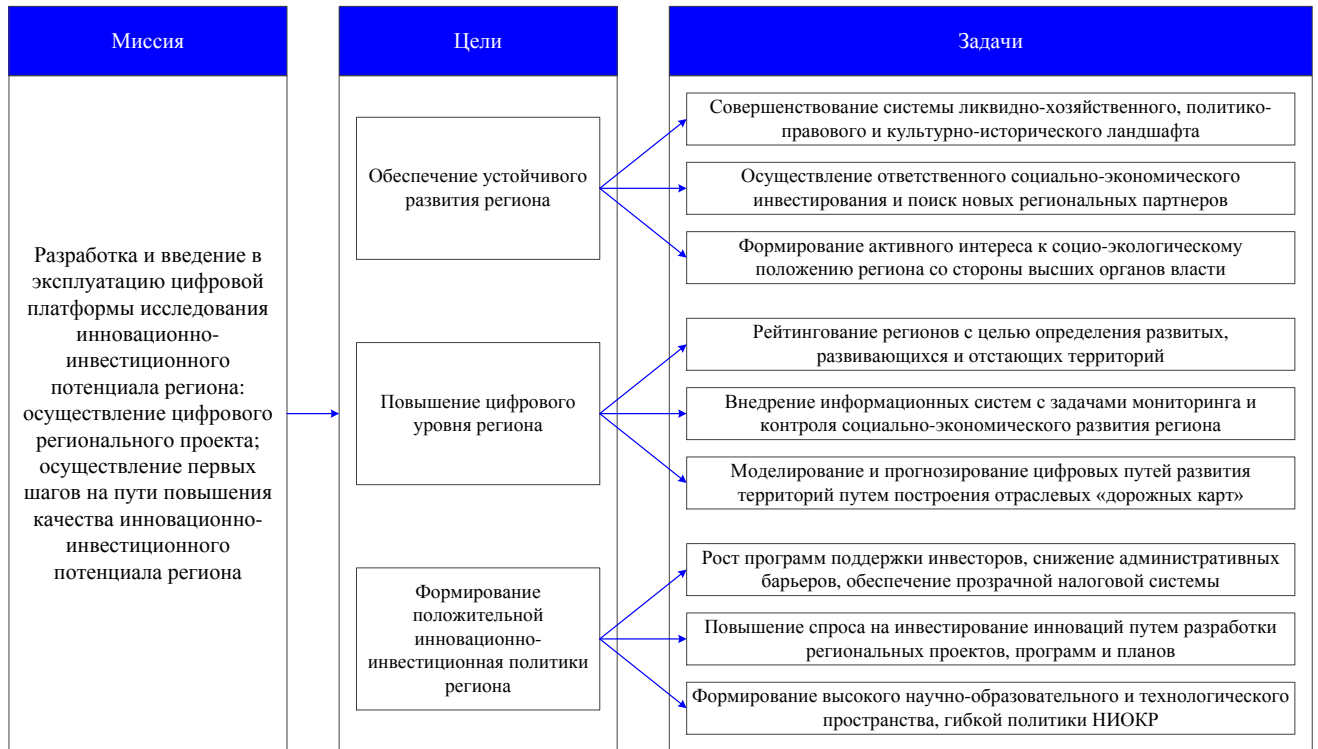 Миссия
Разработка и введение в
эксплуатацию цифровой
платформы исследования
инновационно-
инвестиционного
потенциала региона:
осуществление цифрового
регионального проекта;
осуществление первых
шагов на пути повышения
качества инновационно-
инвестиционного
потенциала региона
Цели
Обеспечение устойчивого
развития региона
Повышение цифрового
уровня региона
Формирование
положительной
инновационно-
инвестиционная политики
региона
Задачи
Совершенствование системы ликвидно-хозяйственного, политико-
правового и культурно-исторического ландшафта
Осуществление ответственного социально-экономического
инвестирования и поиск новых региональных партнеров
Формирование активного интереса к социо-экологическому
положению региона со стороны высших органов власти
Рейтингование регионов с целью определения развитых,
развивающихся и отстающих территорий
Внедрение информационных систем с задачами мониторинга и
контроля социально-экономического развития региона
Моделирование и прогнозирование цифровых путей развития
территорий путем построения отраслевых «дорожных карт»
Рост программ поддержки инвесторов, снижение административных
барьеров, обеспечение прозрачной налоговой системы
Повышение спроса на инвестирование инноваций путем разработки
региональных проектов, программ и планов
Формирование высокого научно-образовательного и технологического
пространства, гибкой политики НИОКР